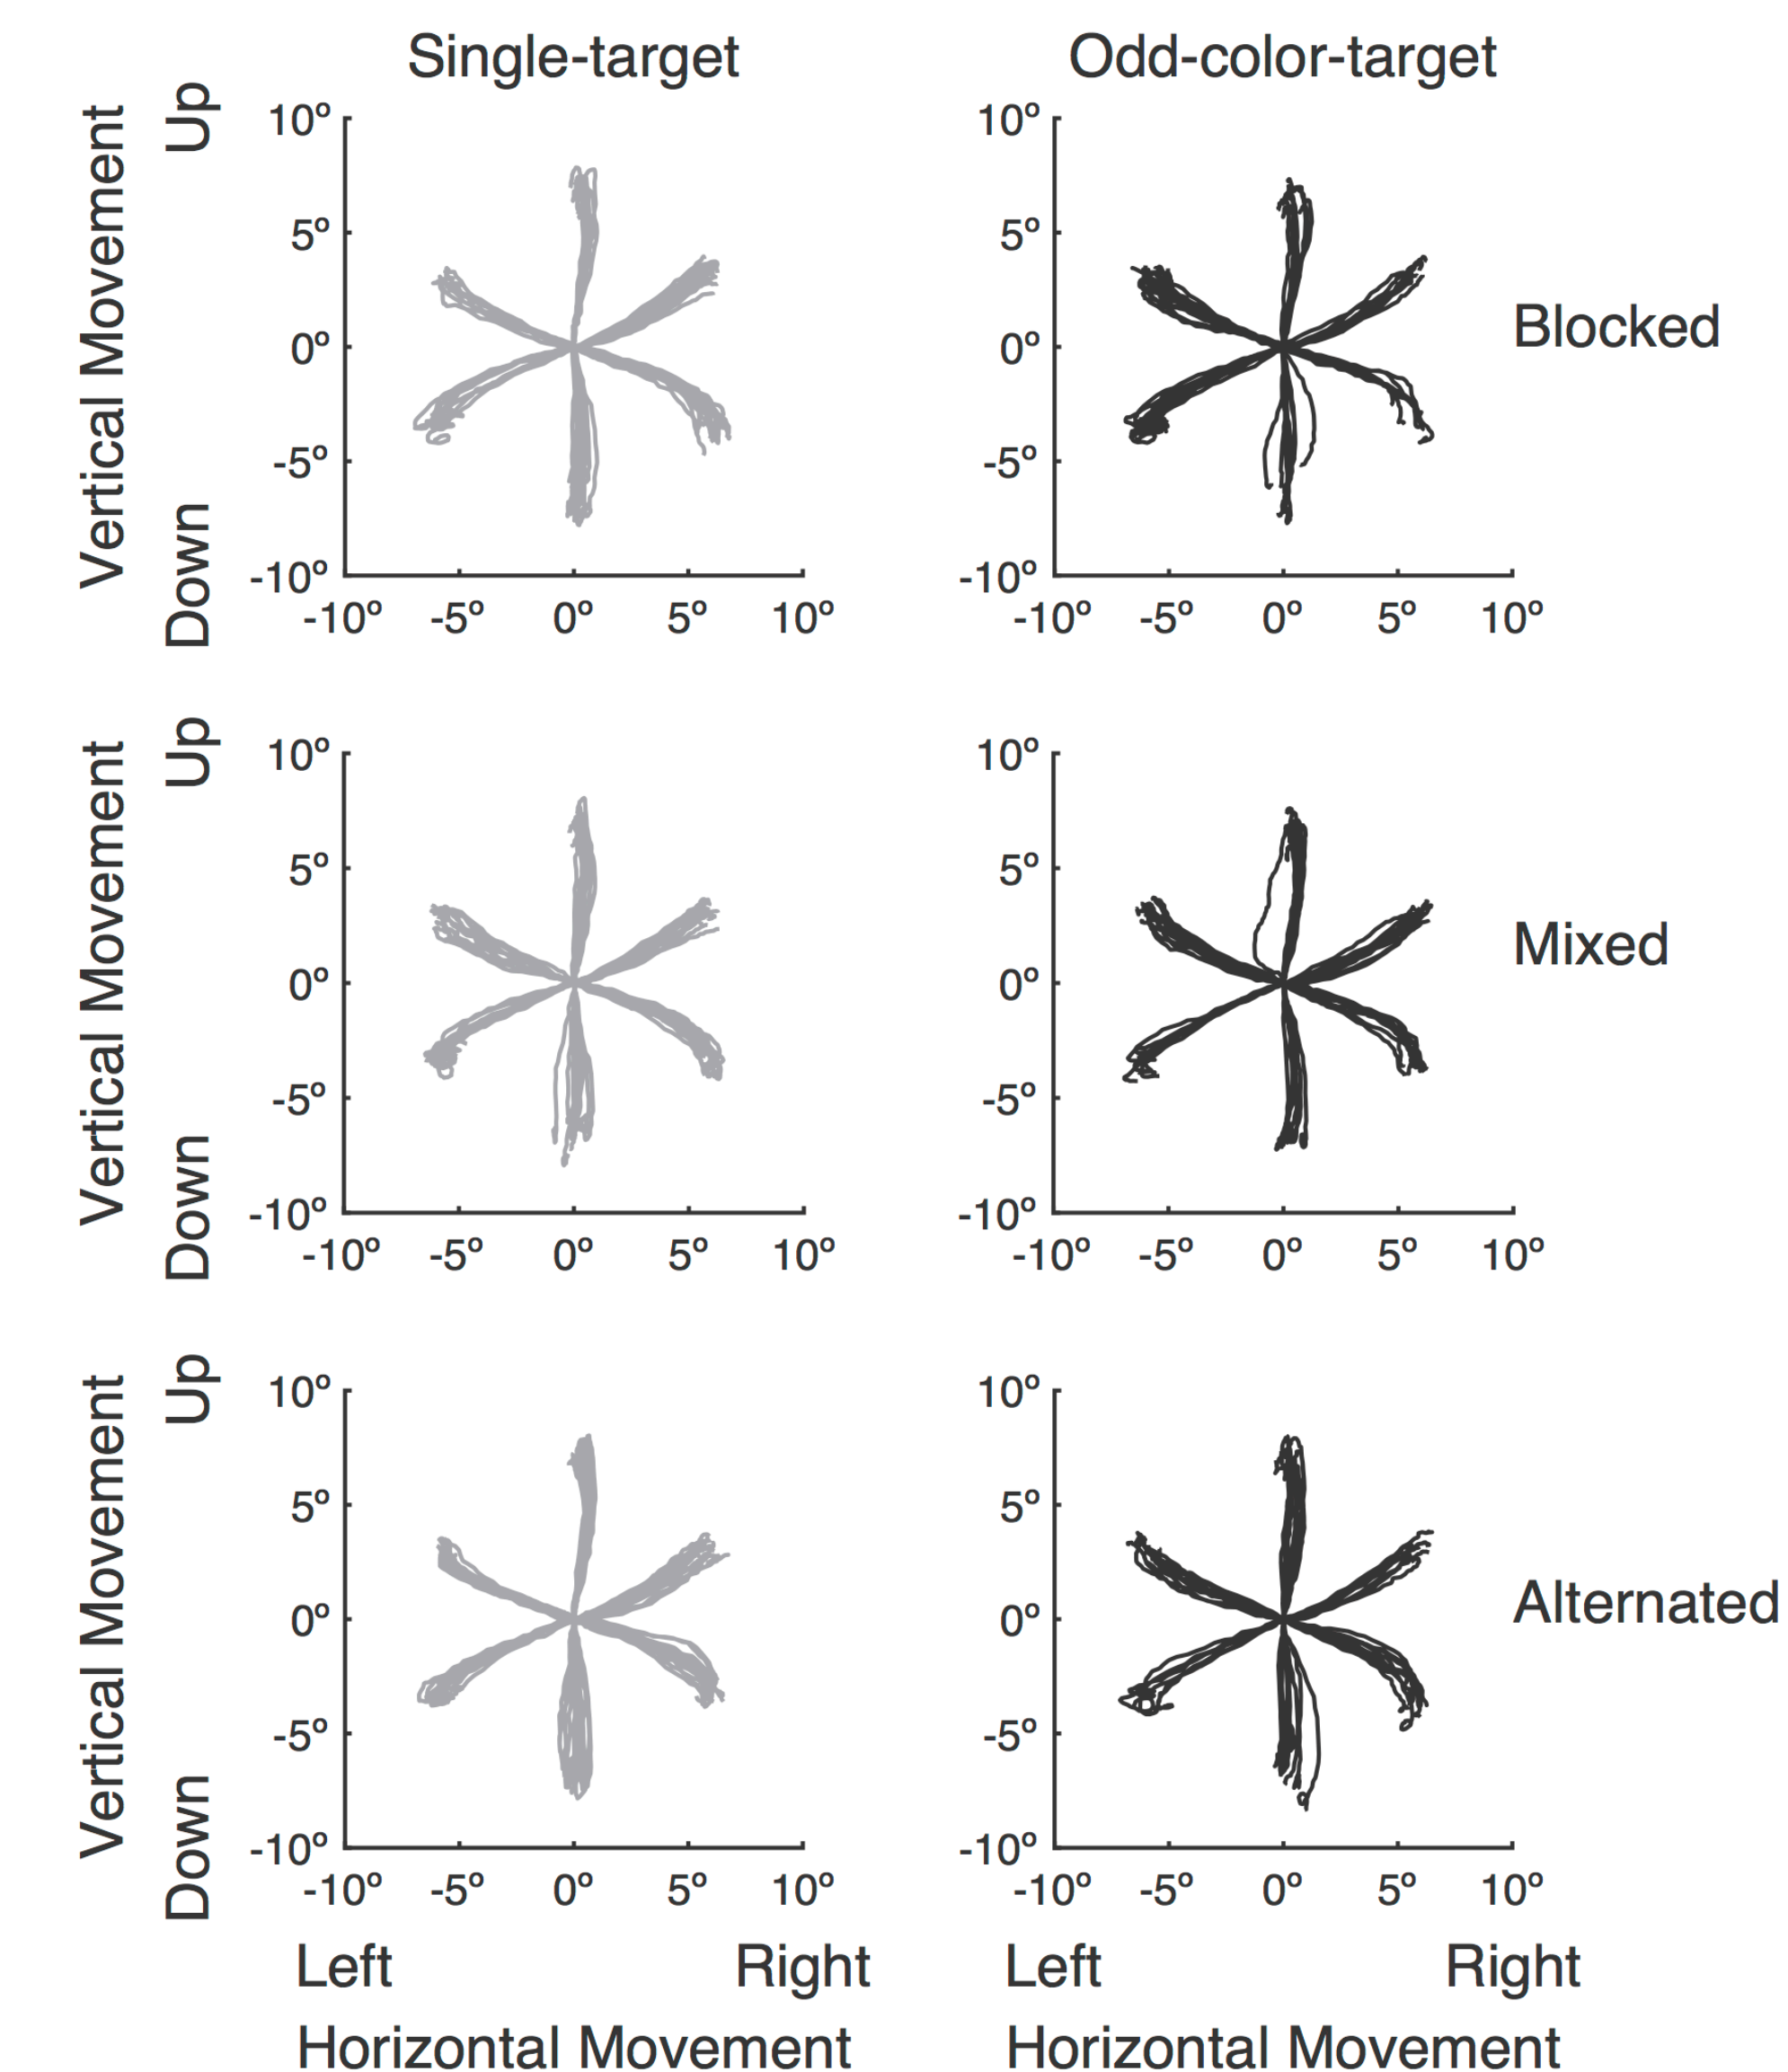 Single-target
Odd-color-target
Vertical Movement
Up
Down
10º
5º
0º
-5º
-10º
-10º
-5º
0º
5º
10º
10º
5º
0º
-5º
-10º
-10º
-5º
0º
5º
10º
Blocked
Vertical Movement
Up
Down
10º
5º
0º
-5º
-10º
-10º
-5º
0º
5º
10º
10º
5º
0º
-5º
-10º
-10º
-5º
0º
5º
10º
Mixed
Vertical Movement
Up
Down
10º
5º
0º
-5º
-10º
-10º
-5º
0º
5º
10º
10º
5º
0º
-5º
-10º
-10º
-5º
0º
5º
10º
Alternated
Left
Right
Left
Right
Horizontal Movement
Horizontal Movement